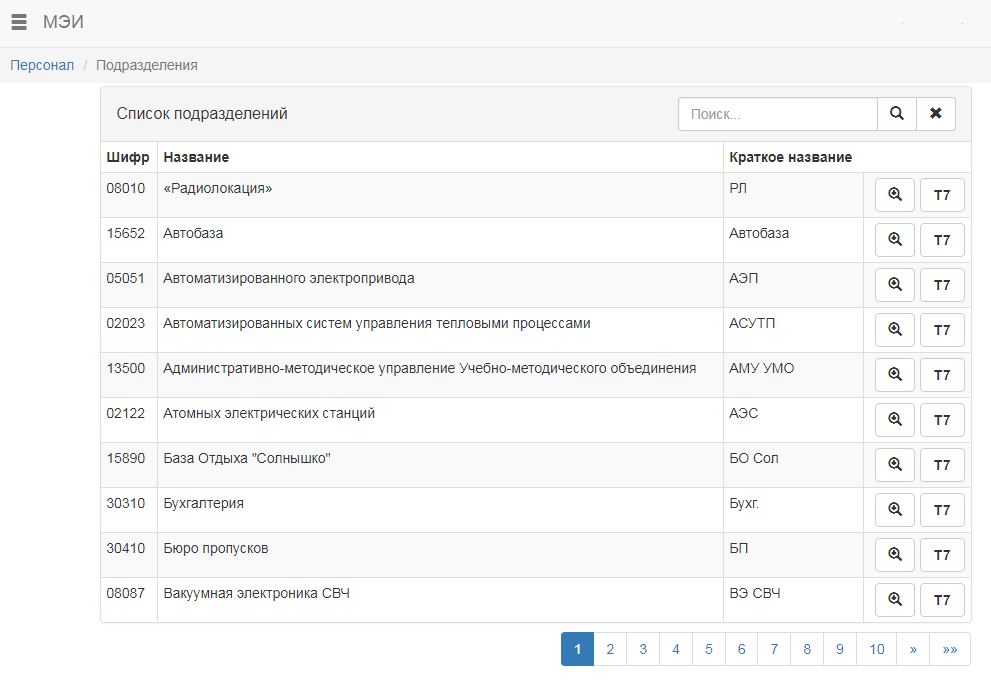 МЭИ
Персонал / Подразделения
Список подразделений Поиск...
Шифр Название Краткое название
08010 «Радиолокация» РЛ Т7
15652 Автобаза Автобаза Т7
05051 Автоматизированного электропривода АЭП Т7
02023 Автоматизированных систем управления тепловыми процессами АСУТП Т7
13500 Административно-методическое управление Учебно-методического объединения АМУ УМО Т7
02122 Атомных электрических станций АЭС Т7
15890 База Отдыха "Солнышко" БО Сол Т7
30310 Бухгалтерия Бухг. Т7
30410 Бюро пропусков БП Т7
08087 Вакуумная электроника СВЧ ВЭ СВЧ Т7
1 2 3 4 5 6 7 8 9 10 » »»